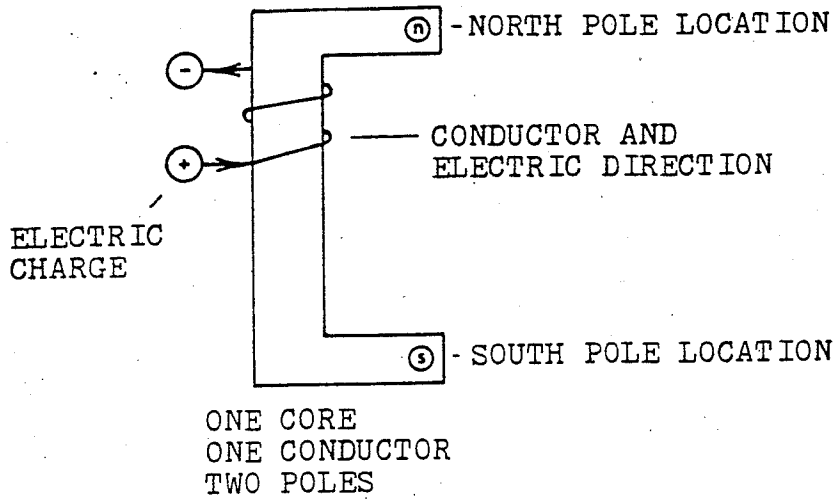 n
-NORTH POLE LOCATION
-
CONDUCTOR AND
ELECTRIC DIRECTION
+
ELECTRIC
CHARGE
s
- SOUTH POLE LOCATION
ONE CORE
ONE CONDUCTOR
TWO POLES